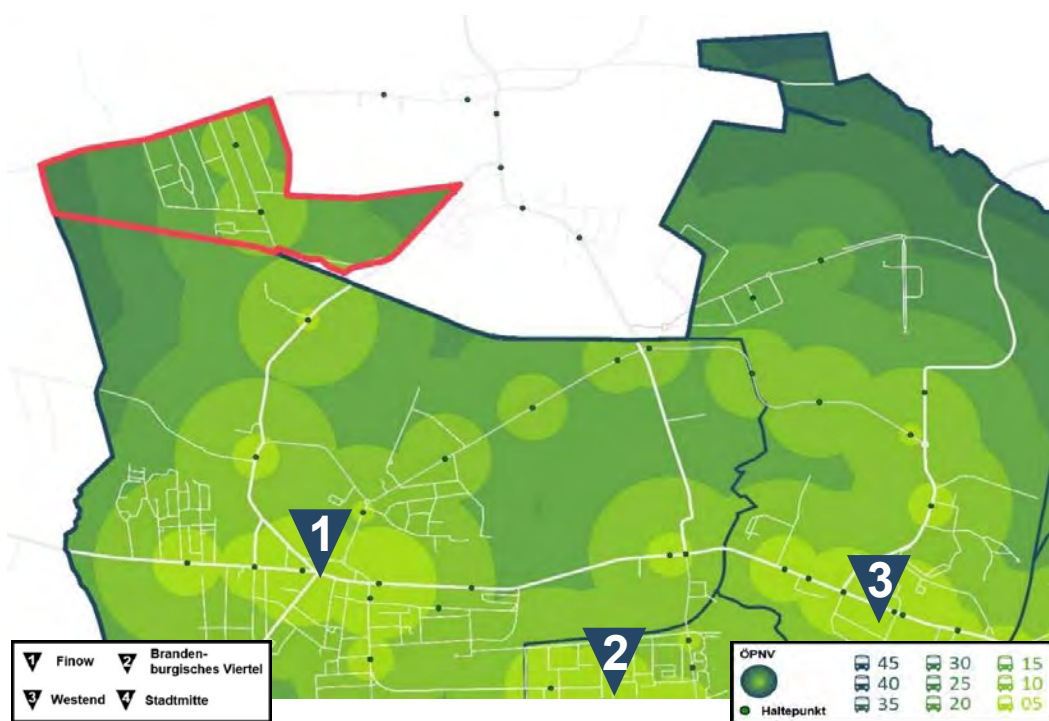 1
3
2
1 Finow
2 Branden-
burgisches Viertel
3 Westend
4 Stadtmitte
ÖPNV
Haltepunkt
45 30 15
40 25 10
35 20 05